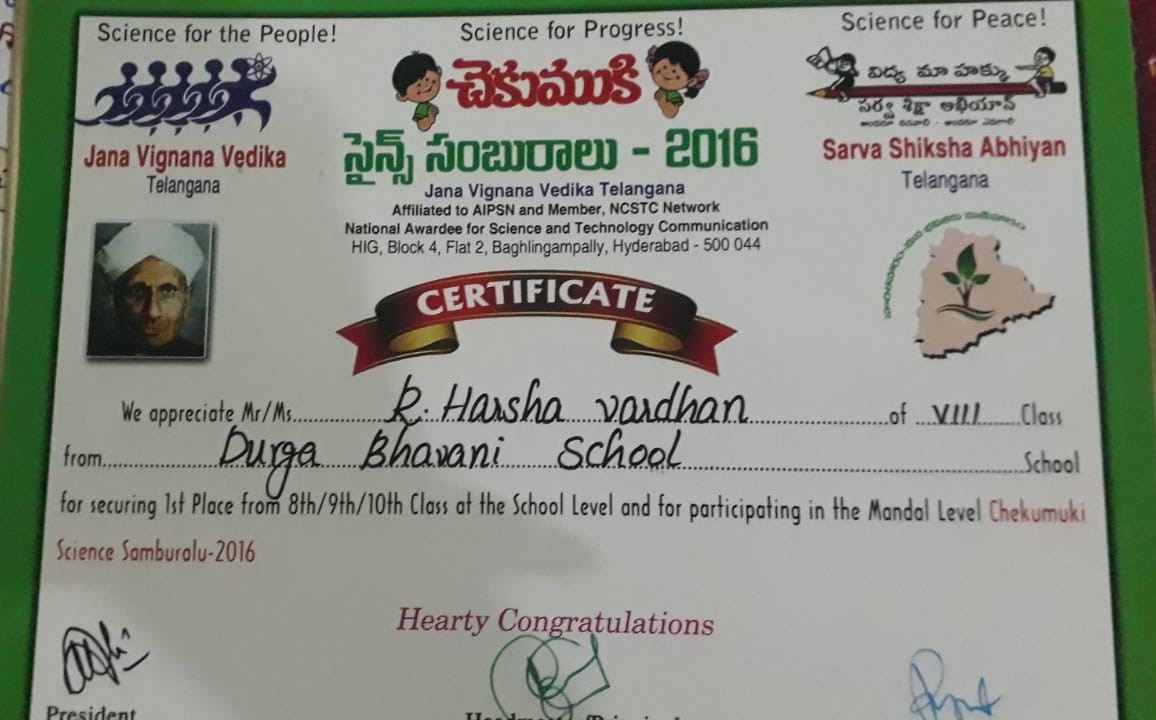 Science for the People!
Science for Progress!
Science for Peace!
చెకుముకి
విద్య మా హక్కు
సర్వ శిక్షా అభియాన్
సైన్స్ సంబురాలు - 2016
Jana Vignana Vedika
Telangana
Sarva Shiksha Abhiyan
Telangana
Jana Vignana Vedika Telangana
Affiliated to AIPSN and Member, NCSTC Network
National Awardee for Science and Technology Communication
HIG, Block 4, Flat 2, Baghlingampally, Hyderabad - 500 044
CERTIFICATE
We appreciate Mr/Ms............R. Harsha vardhan............of ...VIII......Class
from............Durga Bhavani School............School
for securing 1st Place from 8th/9th/10th Class at the School Level and for participating in the Mandal Level Chekumuki
Science Samburalu-2016
Hearty Congratulations
President